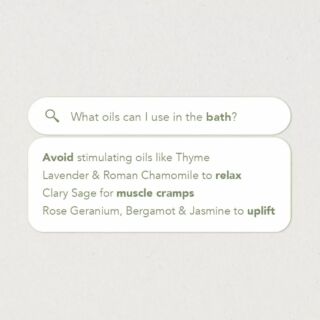 What oils can I use in the bath?
Avoid stimulating oils like Thyme
Lavender & Roman Chamomile to relax
Clary Sage for muscle cramps
Rose Geranium, Bergamot & Jasmine to uplift